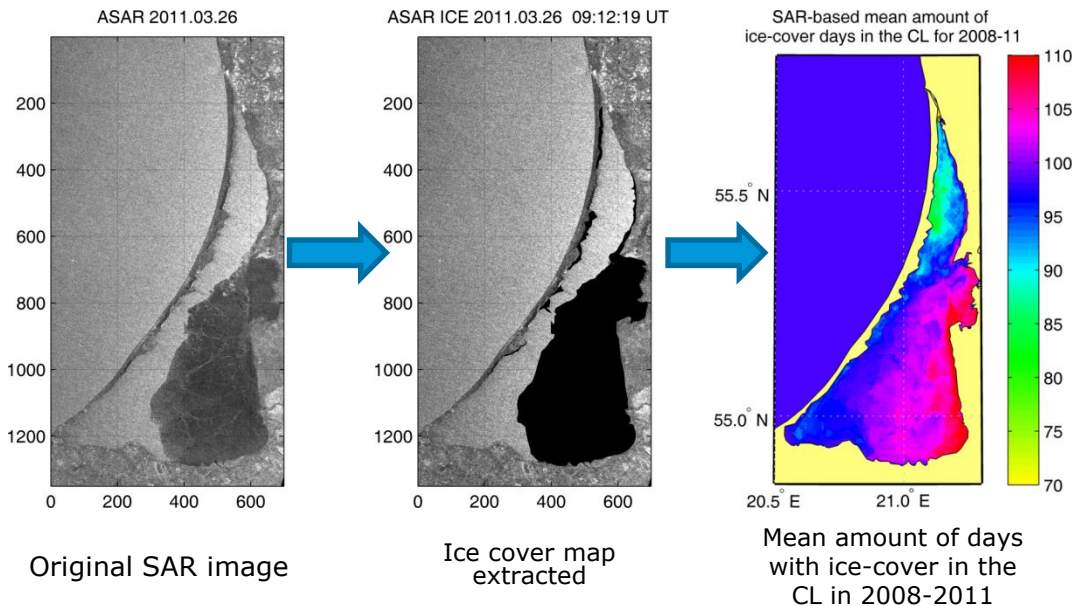 ASAR 2011.03.26
200
400
600
800
1000
1200
0 200 400 600
Original SAR image
ASAR ICE 2011.03.26 09:12:19 UT
200
400
600
800
1000
1200
0 200 400 600
Ice cover map
extracted
SAR-based mean amount of
ice-cover days in the CL for 2008-11
55.5° N
55.0° N
20.5° E 21.0° E
110
105
100
95
90
85
80
75
70
Mean amount of days
with ice-cover in the
CL in 2008-2011